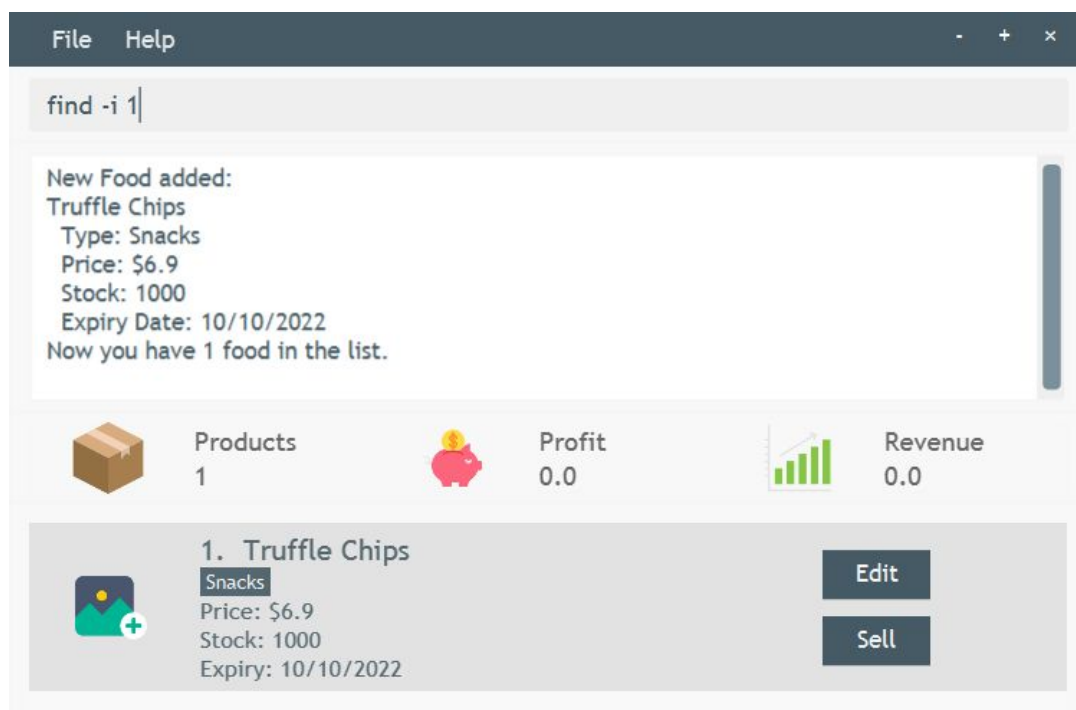 File Help - + ×
find -i 1
New Food added:
Truffle Chips
Type: Snacks
Price: $6.9
Stock: 1000
Expiry Date: 10/10/2022
Now you have 1 food in the list.
Products
1
Profit
0.0
Revenue
0.0
1. Truffle Chips
Snacks
Price: $6.9
Stock: 1000
Expiry: 10/10/2022
Edit
Sell